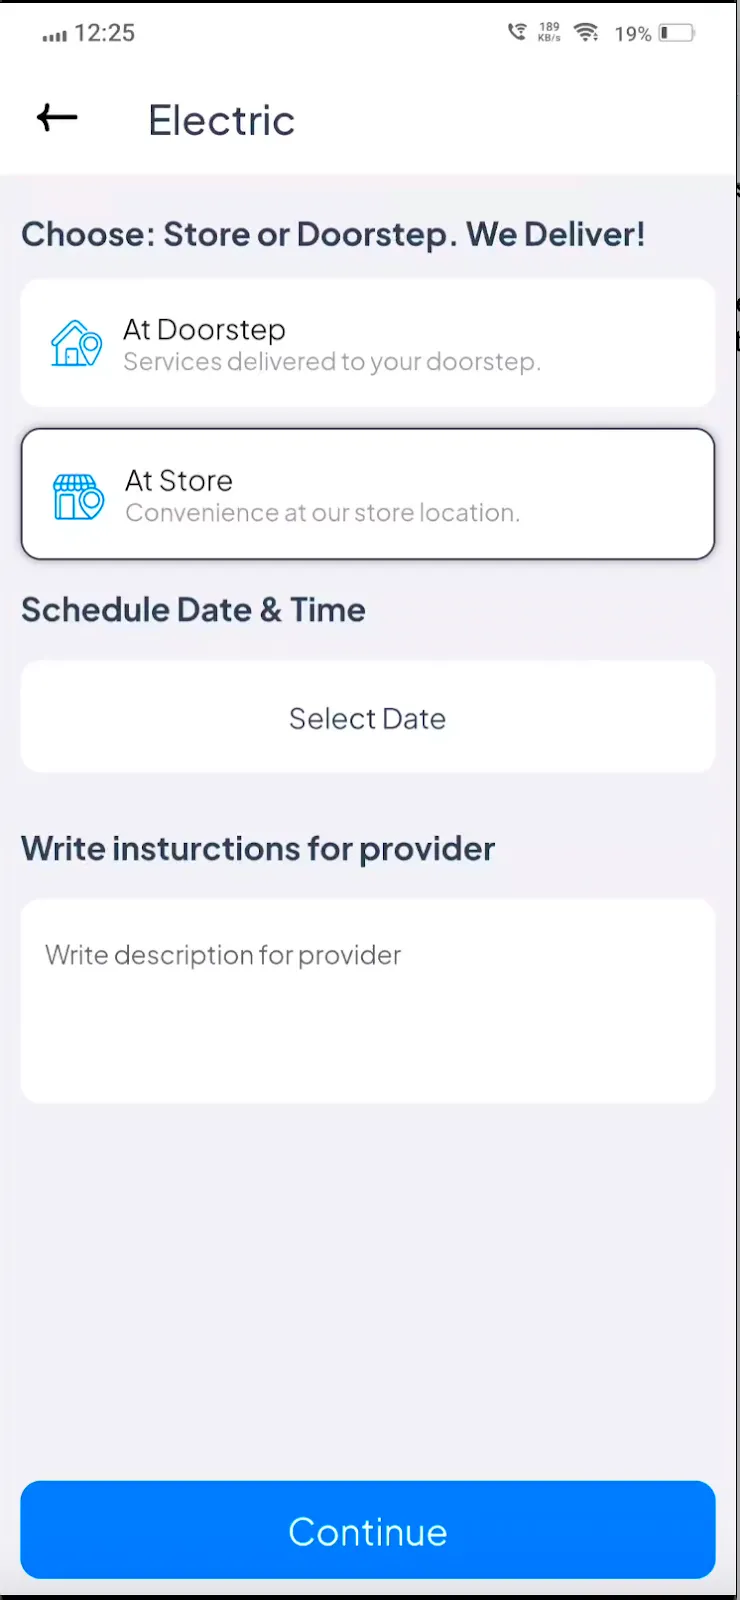 12:25 189 KB/s 19%
Electric
Choose: Store or Doorstep. We Deliver!
At Doorstep
Services delivered to your doorstep.
At Store
Convenience at our store location.
Schedule Date & Time
Select Date
Write insturctions for provider
Write description for provider
Continue